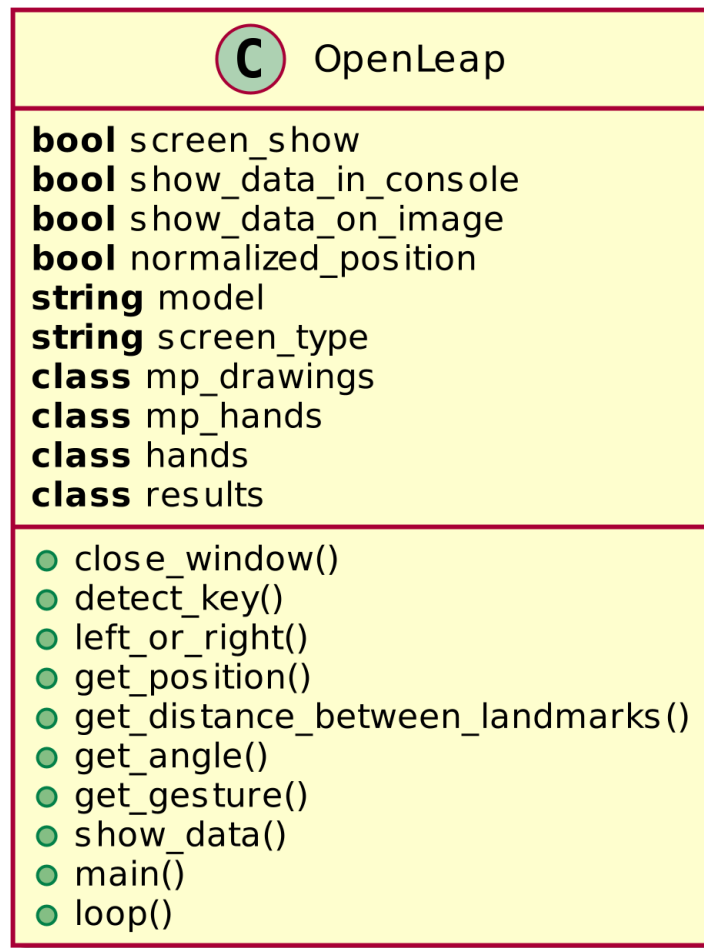 C OpenLeap
bool screen_show
bool show_data_in_console
bool show_data_on_image
bool normalized_position
string model
string screen_type
class mp_drawings
class mp_hands
class hands
class results
close_window()
detect_key()
left_or_right()
get_position()
get_distance_between_landmarks()
get_angle()
get_gesture()
show_data()
main()
loop()